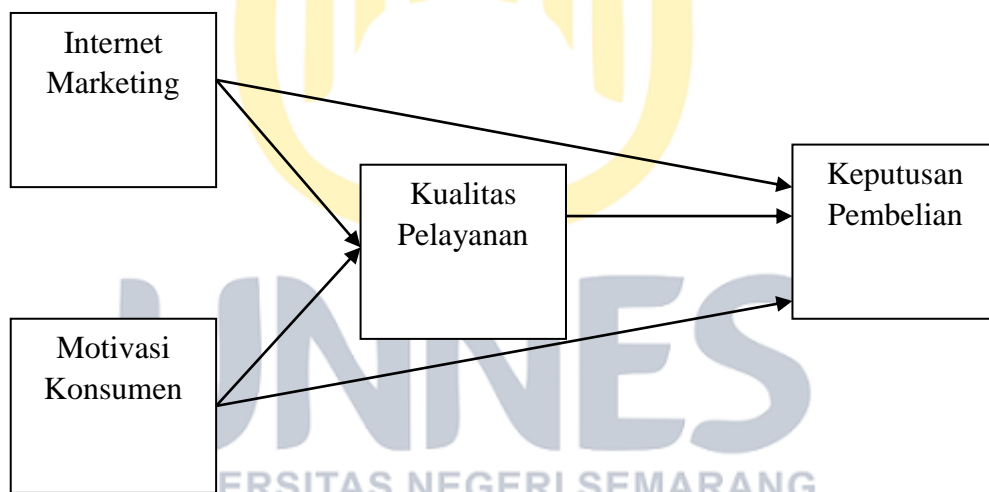 Internet
Marketing
Kualitas
Pelayanan
Keputusan
Pembelian
Motivasi
Konsumen
UNNES
ERSITAS NEGERI SEMARANG